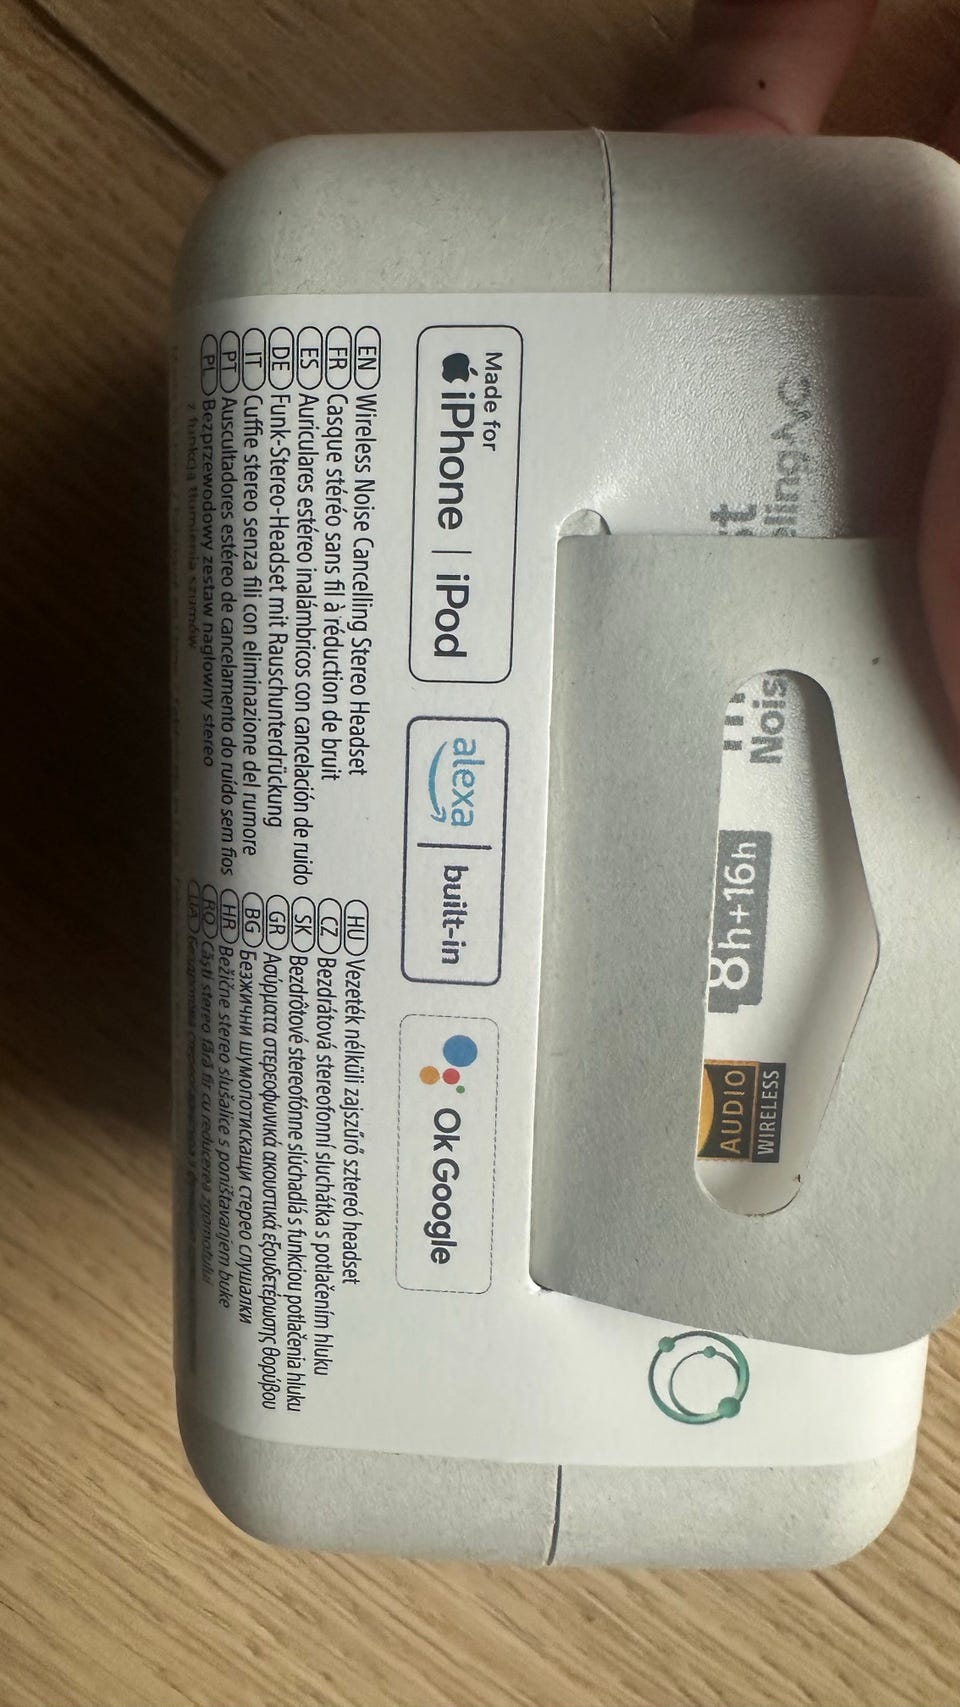 Nois
sion
8h+16h
AUDIO
WIRELESS
Made for
iPhone | iPod
alexa | built-in
Ok Google
EN Wireless Noise Cancelling Stereo Headset
FR Casque stéréo sans fil à réduction de bruit
ES Auriculares estéreo inalámbricos con cancelación de ruido
DE Funk-Stereo-Headset mit Rauschunterdrückung
IT Cuffie stereo senza fili con eliminazione del rumore
PT Auscultadores estéreo de cancelamento do ruído sem fios
PL Bezprzewodowy zestaw nagłowny stereo
z funkcją tłumienia szumów
HU Vezeték nélküli zajszűrő sztereó headset
CZ Bezdrátová stereofonní sluchátka s potlačením hluku
SK Bezdrôtové stereofónne slúchadlá s funkciou potlačenia hluku
GR Ασύρματα στερεοφωνικά ακουστικά εξουδετέρωσης θορύβου
BG Безжични шумопотискащи стерео слушалки
HR Bežične stereo slušalice s poništavanjem buke
RO Căști stereo fără fir cu reducerea zgomotului
UA